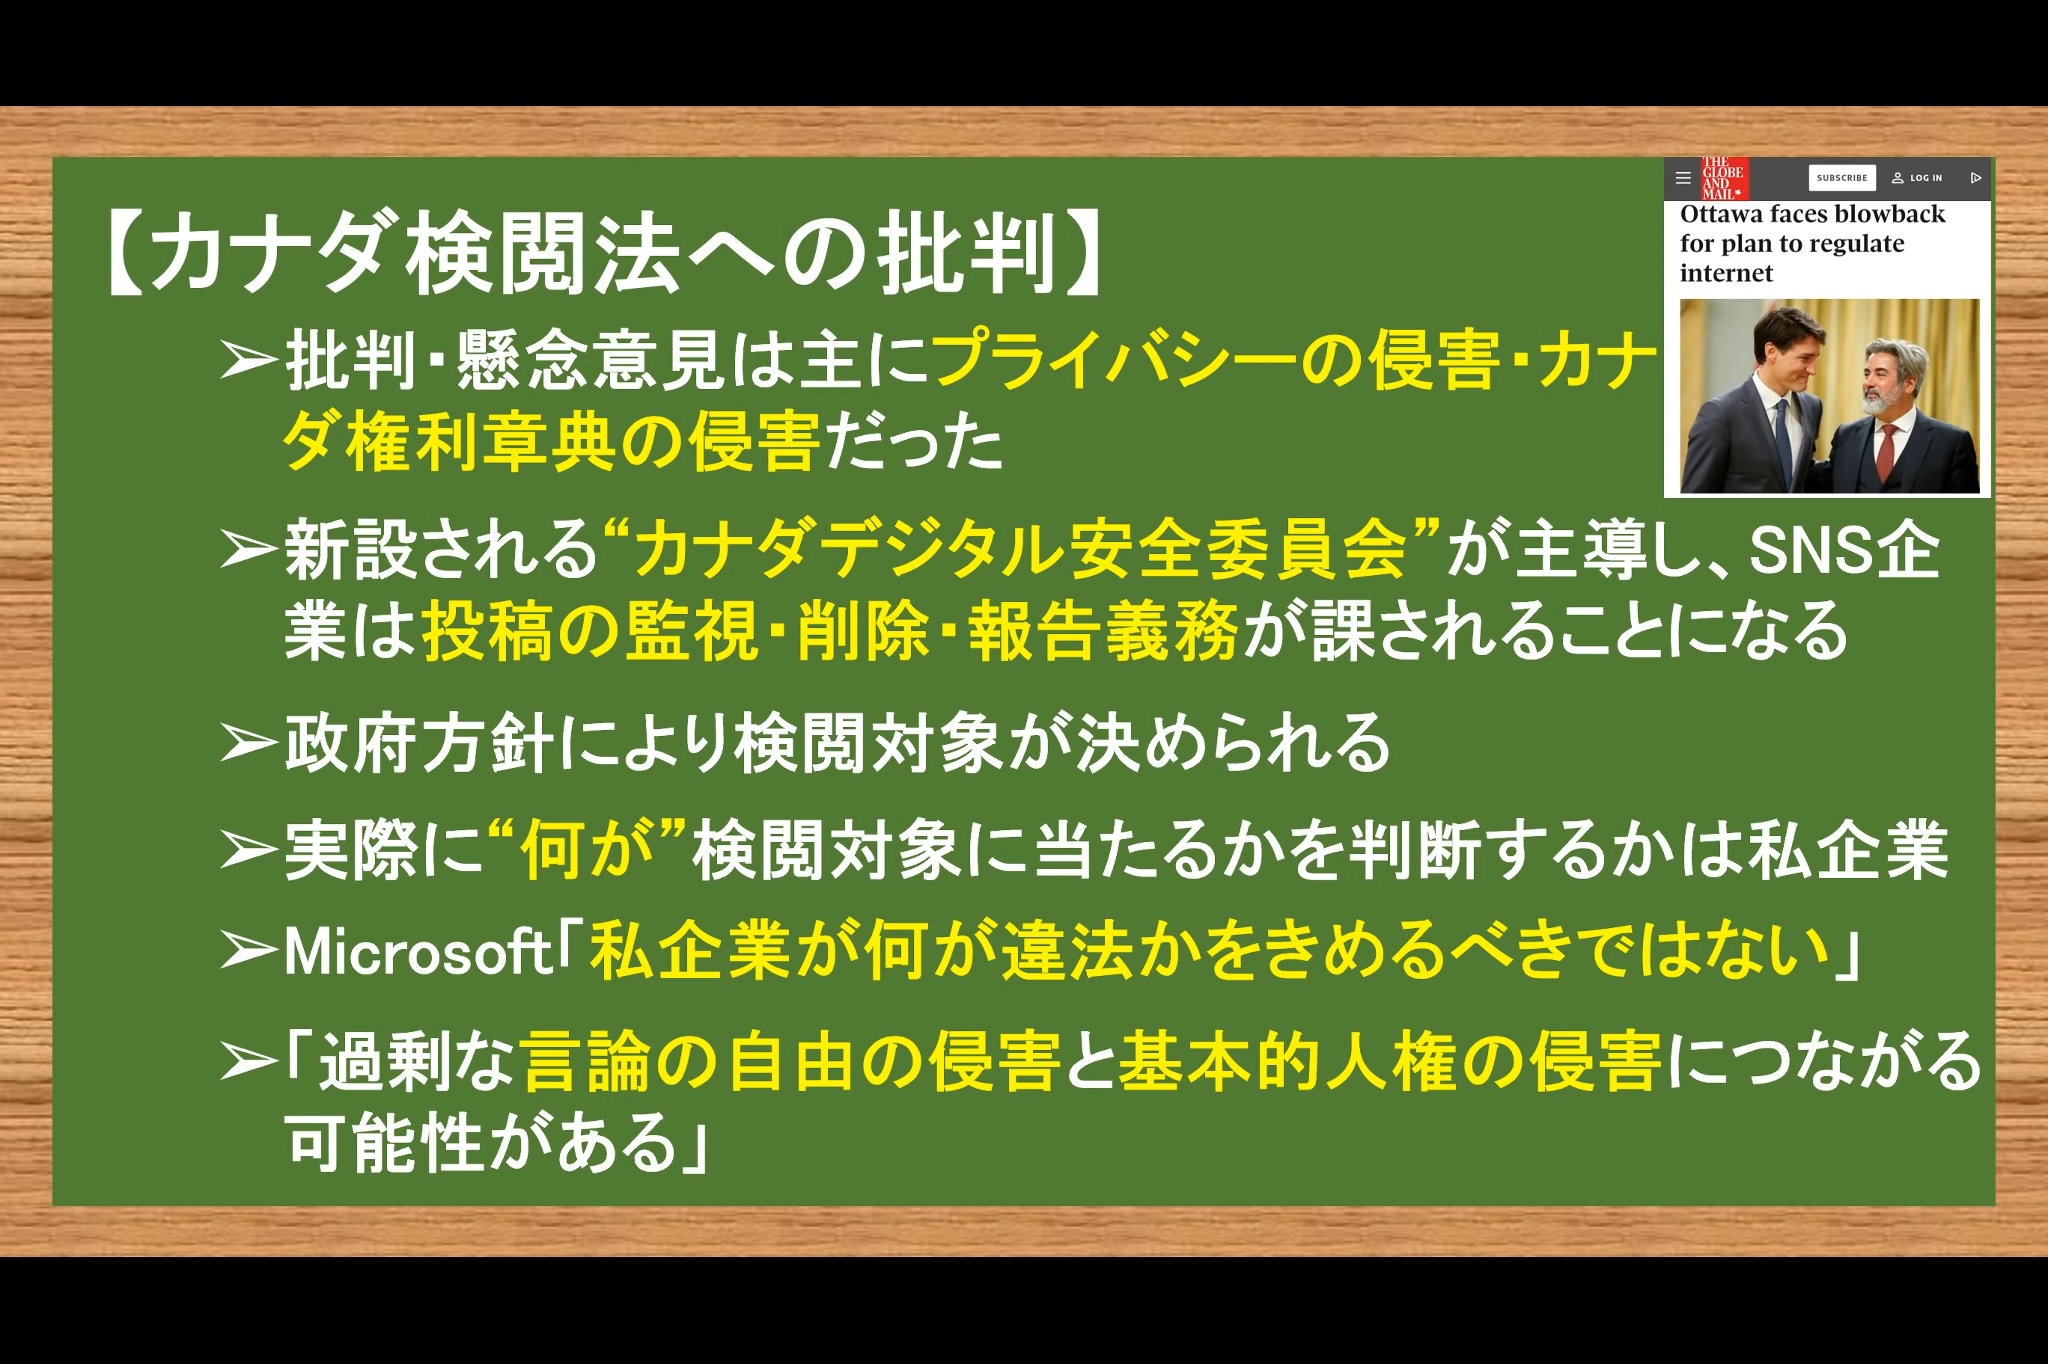 【カナダ検閲法への批判】
➢批判・懸念意見は主にプライバシーの侵害・カナ
ダ権利章典の侵害だった
➢新設される“カナダデジタル安全委員会”が主導し、SNS企
業は投稿の監視・削除・報告義務が課されることになる
➢政府方針により検閲対象が決められる
➢実際に“何が”検閲対象に当たるかを判断するかは私企業
➢Microsoft「私企業が何が違法かをきめるべきではない」
➢「過剰な言論の自由の侵害と基本的人権の侵害につながる
可能性がある」
THE
GLOBE
AND
MAIL
SUBSCRIBE
LOG IN
Ottawa faces blowback
for plan to regulate
internet